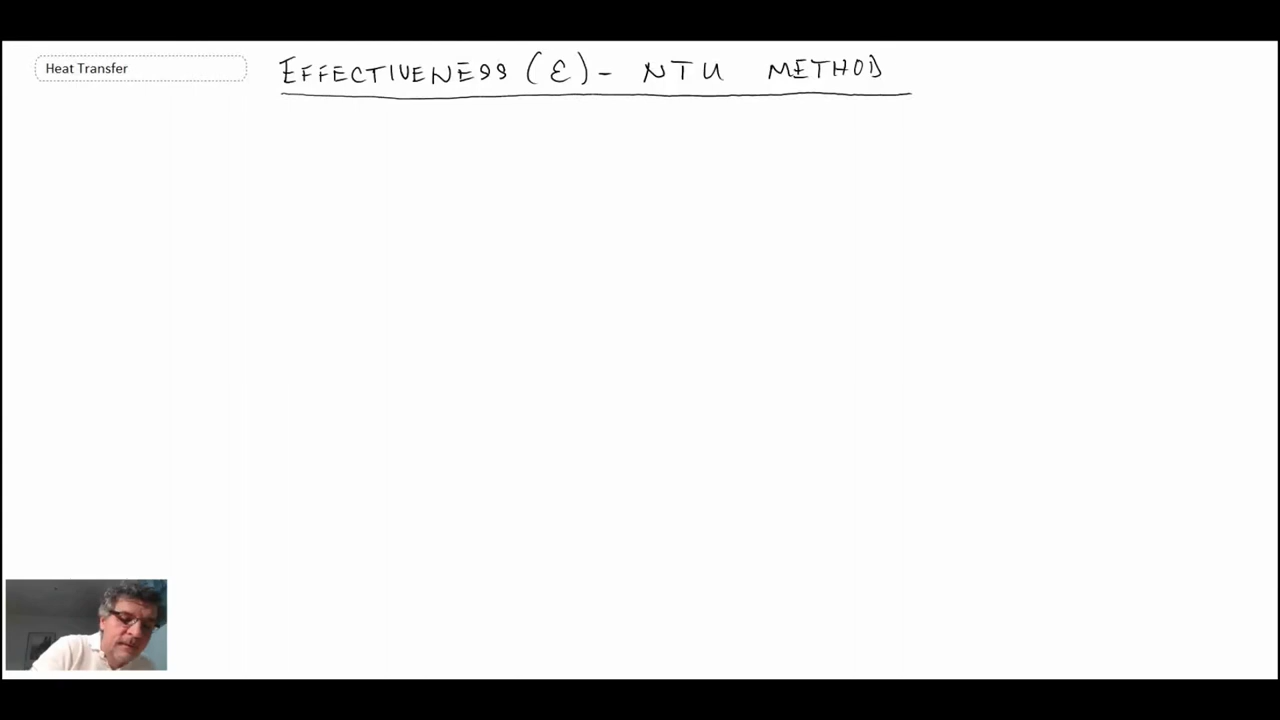 Heat Transfer
EFFECTIVENESS (ε) - NTU METHOD